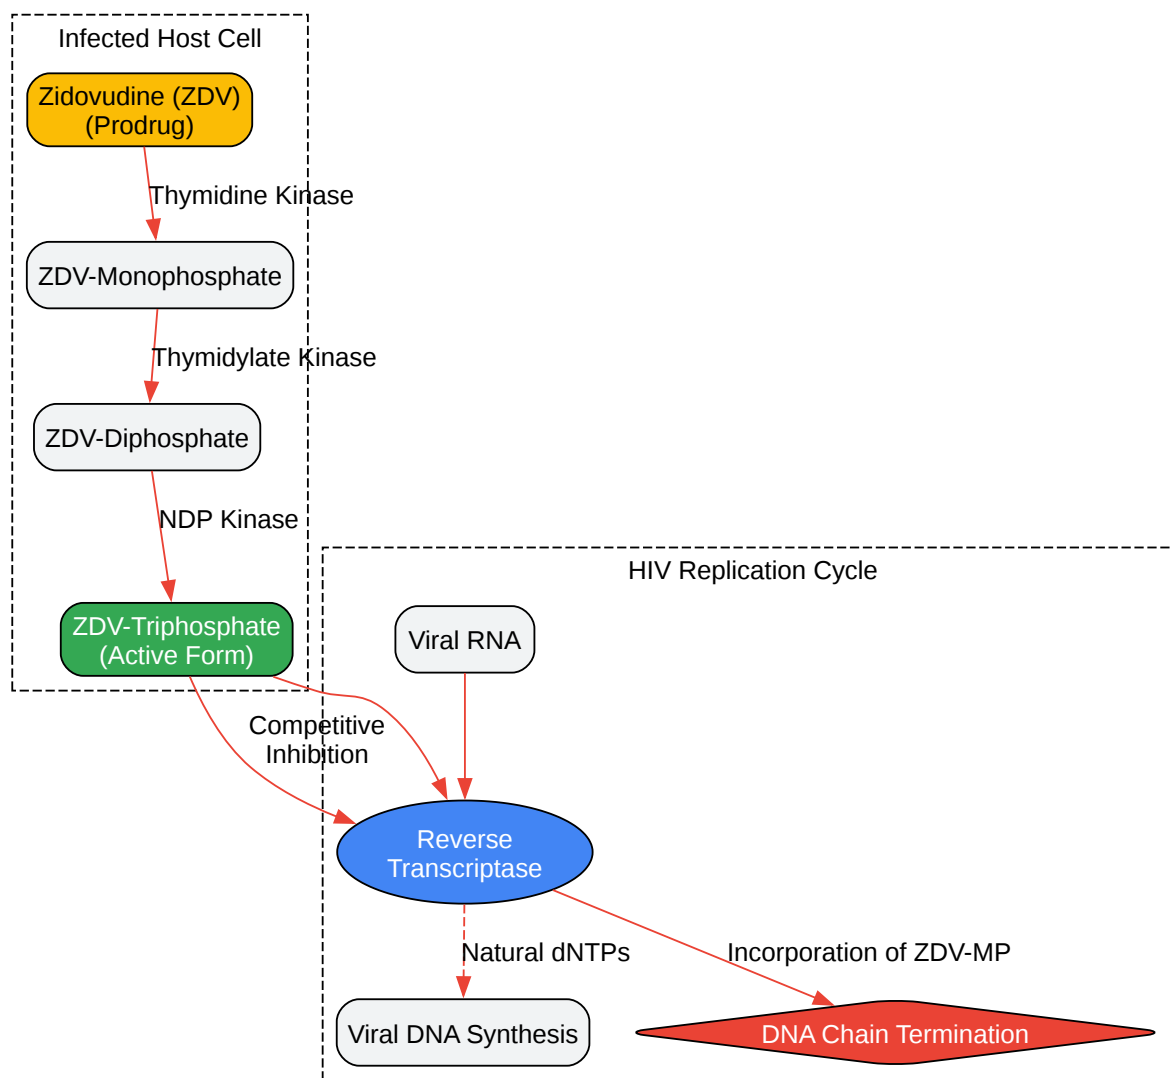 Infected Host Cell
Zidovudine (ZDV)
(Prodrug)
Thymidine Kinase
ZDV-Monophosphate
Thymidylate Kinase
ZDV-Diphosphate
NDP Kinase
HIV Replication Cycle
ZDV-Triphosphate
(Active Form)
Viral RNA
Competitive
Inhibition
Reverse
Transcriptase
Natural dNTPs
Incorporation of ZDV-MP
Viral DNA Synthesis
DNA Chain Termination